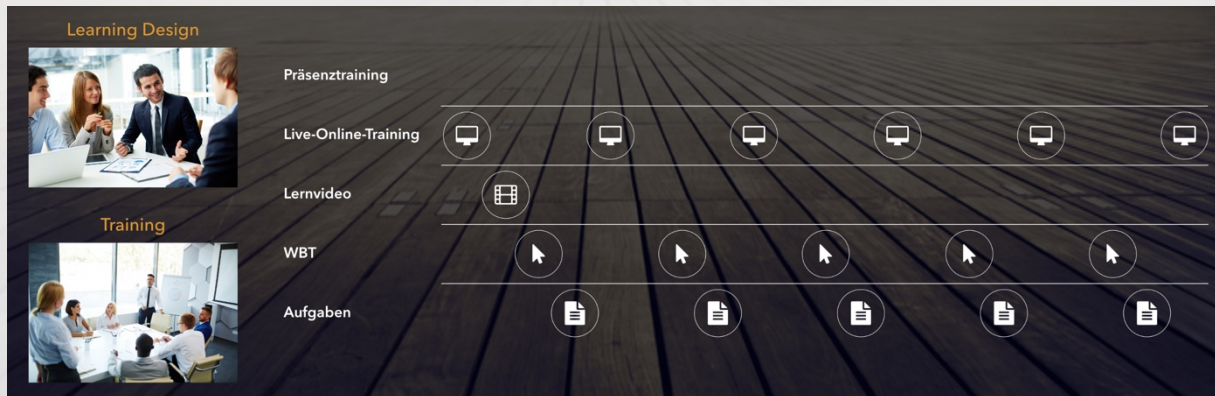 Learning Design
Präsenztraining
Live-Online-Training
Lernvideo
Training
WBT
Aufgaben